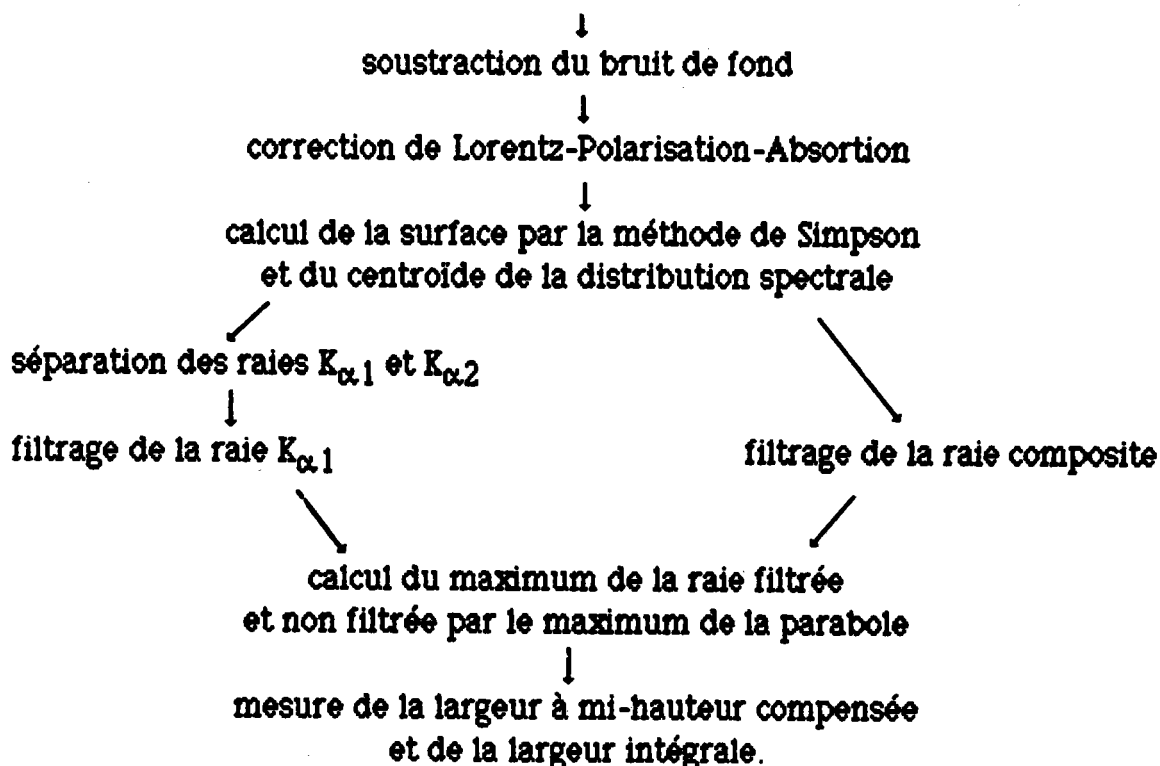 soustraction du bruit de fond
correction de Lorentz-Polarisation-Absortion
calcul de la surface par la méthode de Simpson
et du centroïde de la distribution spectrale
séparation des raies Kα1 et Kα2
filtrage de la raie Kα1
filtrage de la raie composite
calcul du maximum de la raie filtrée
et non filtrée par le maximum de la parabole
mesure de la largeur à mi-hauteur compensée
et de la largeur intégrale.